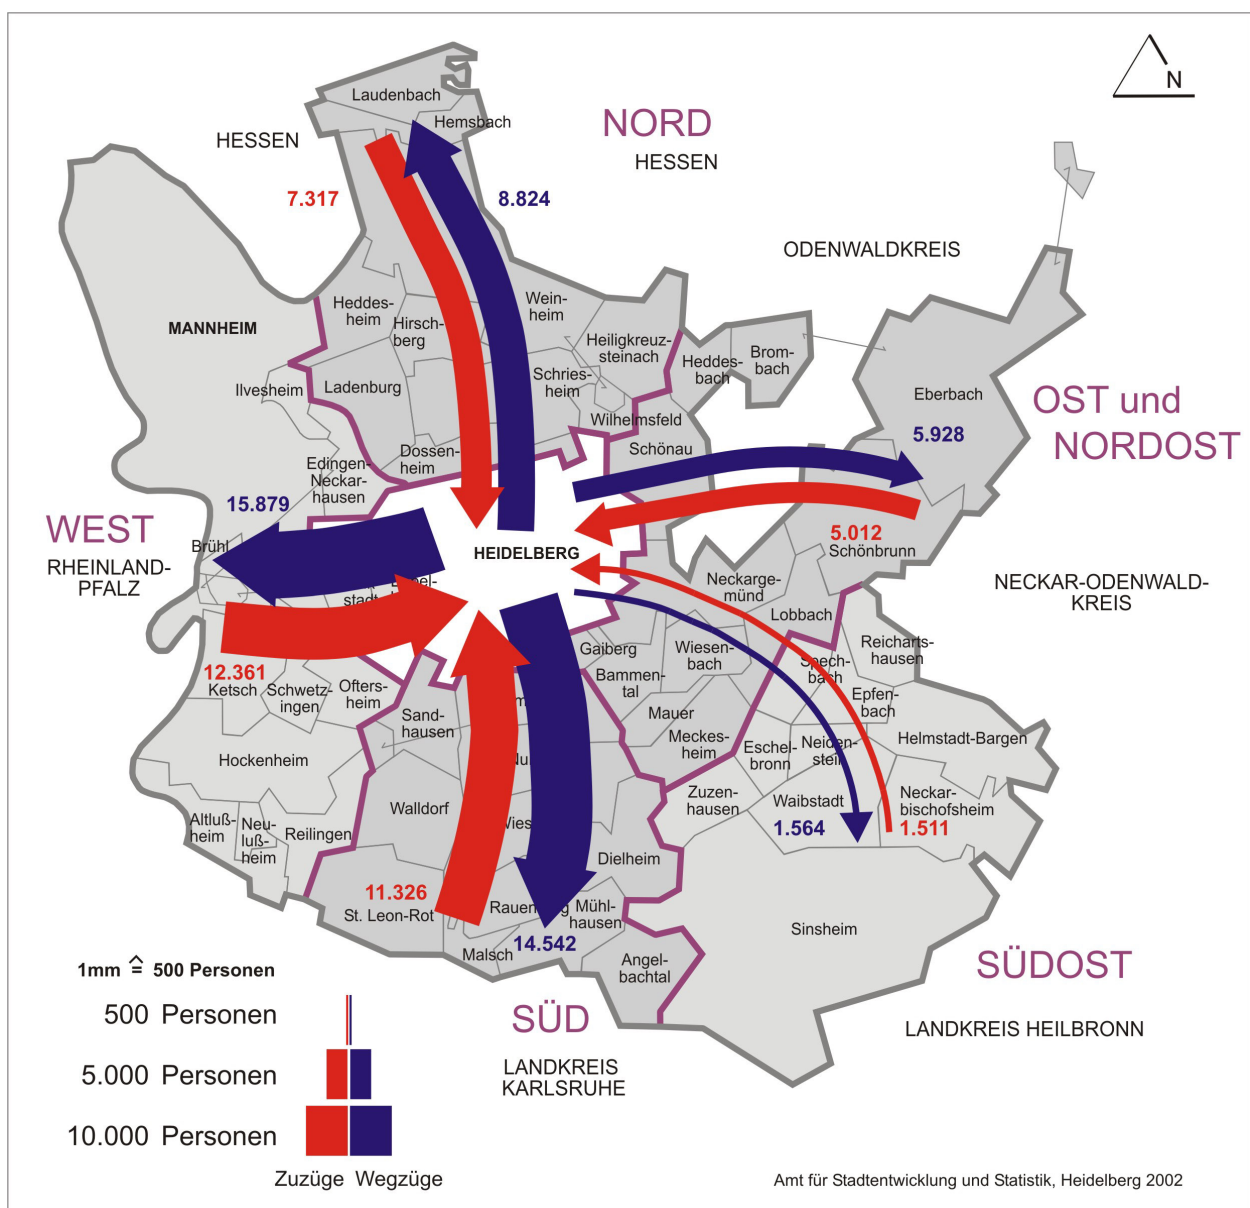 N
NORD
HESSEN
HESSEN
7.317
8.824
Laudenbach
Hemsbach
ODENWALDKREIS
MANNHEIM
Heddes-
heim
Hirsch-
berg
Wein-
heim
Heiligkreuz-
steinach
Heddes-
bach
Brom-
bach
Ilvesheim
Ladenburg
Schries-
heim
Wilhelmsfeld
Eberbach
5.928
OST und
NORDOST
Schönau
Dossen-
heim
Edingen-
Neckar-
hausen
15.879
WEST
RHEINLAND-
PFALZ
Brühl
HEIDELBERG
5.012
Schönbrunn
NECKAR-ODENWALD-
KREIS
Neckarge-
münd
Lobbach
stadt
12.361
Ketsch
Schwetz-
ingen
Ofters-
heim
Sand-
hausen
Gaiberg
Bammen-
tal
Wiesen-
bach
Mauer
Meckes-
heim
Spech-
bach
Reicharts-
hausen
Epfen-
bach
Eschel-
bronn
Neiden-
stein
Helmstadt-Bargen
Hockenheim
Walldorf
Zuzen-
hausen
Waibstadt
1.564
Neckar-
bischofsheim
1.511
Altluß-
heim
Neu-
luß-
heim
Reilingen
Dielheim
11.326
St. Leon-Rot
Mühl-
hausen
14.542
Malsch
Angel-
bachtal
Sinsheim
SÜDOST
LANDKREIS HEILBRONN
SÜD
LANDKREIS
KARLSRUHE
1mm ≙ 500 Personen
500 Personen
5.000 Personen
10.000 Personen
Zuzüge Wegzüge
Amt für Stadtentwicklung und Statistik, Heidelberg 2002